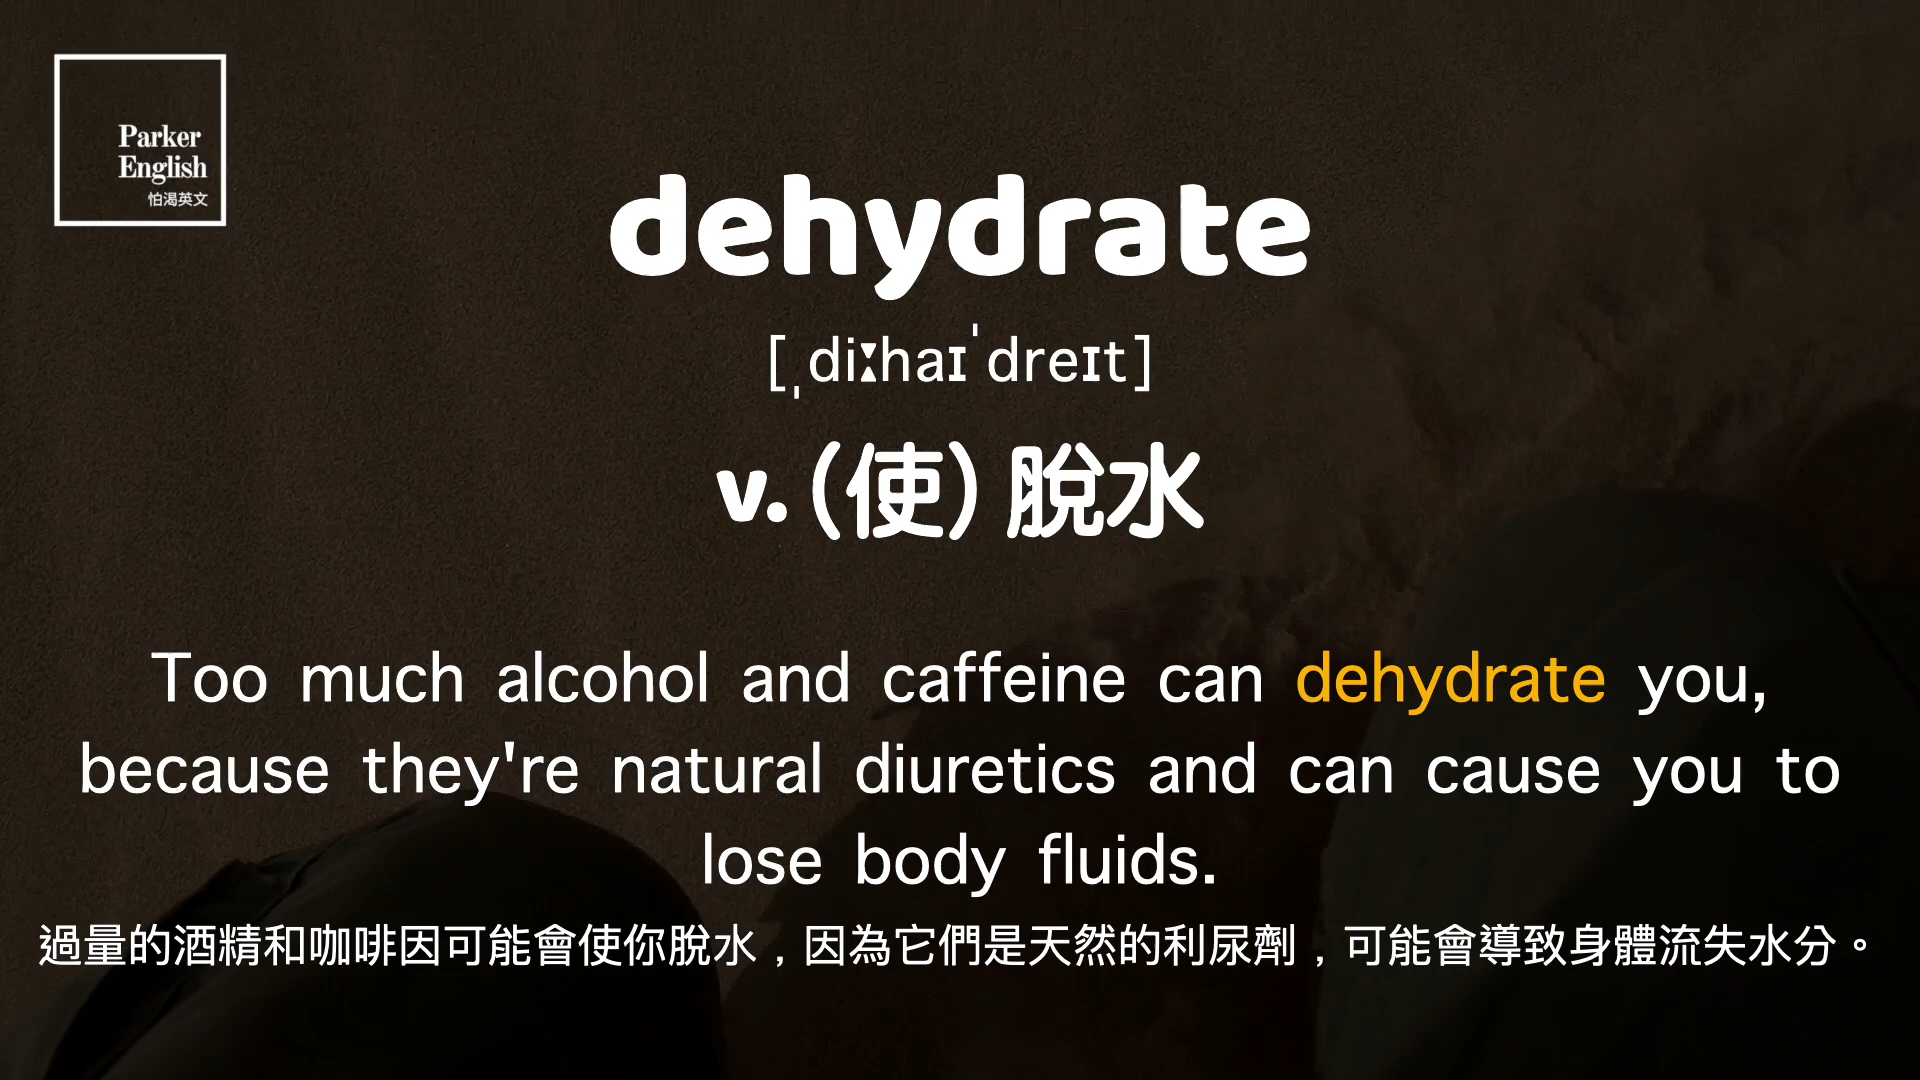 Parker
English
怕渴英文
dehydrate
[ˌdiːhaɪˈdreɪt]
v. (使) 脫水
Too much alcohol and caffeine can dehydrate you,
because they're natural diuretics and can cause you to
lose body fluids.
過量的酒精和咖啡因可能會使你脫水，因為它們是天然的利尿劑，可能會導致身體流失水分。